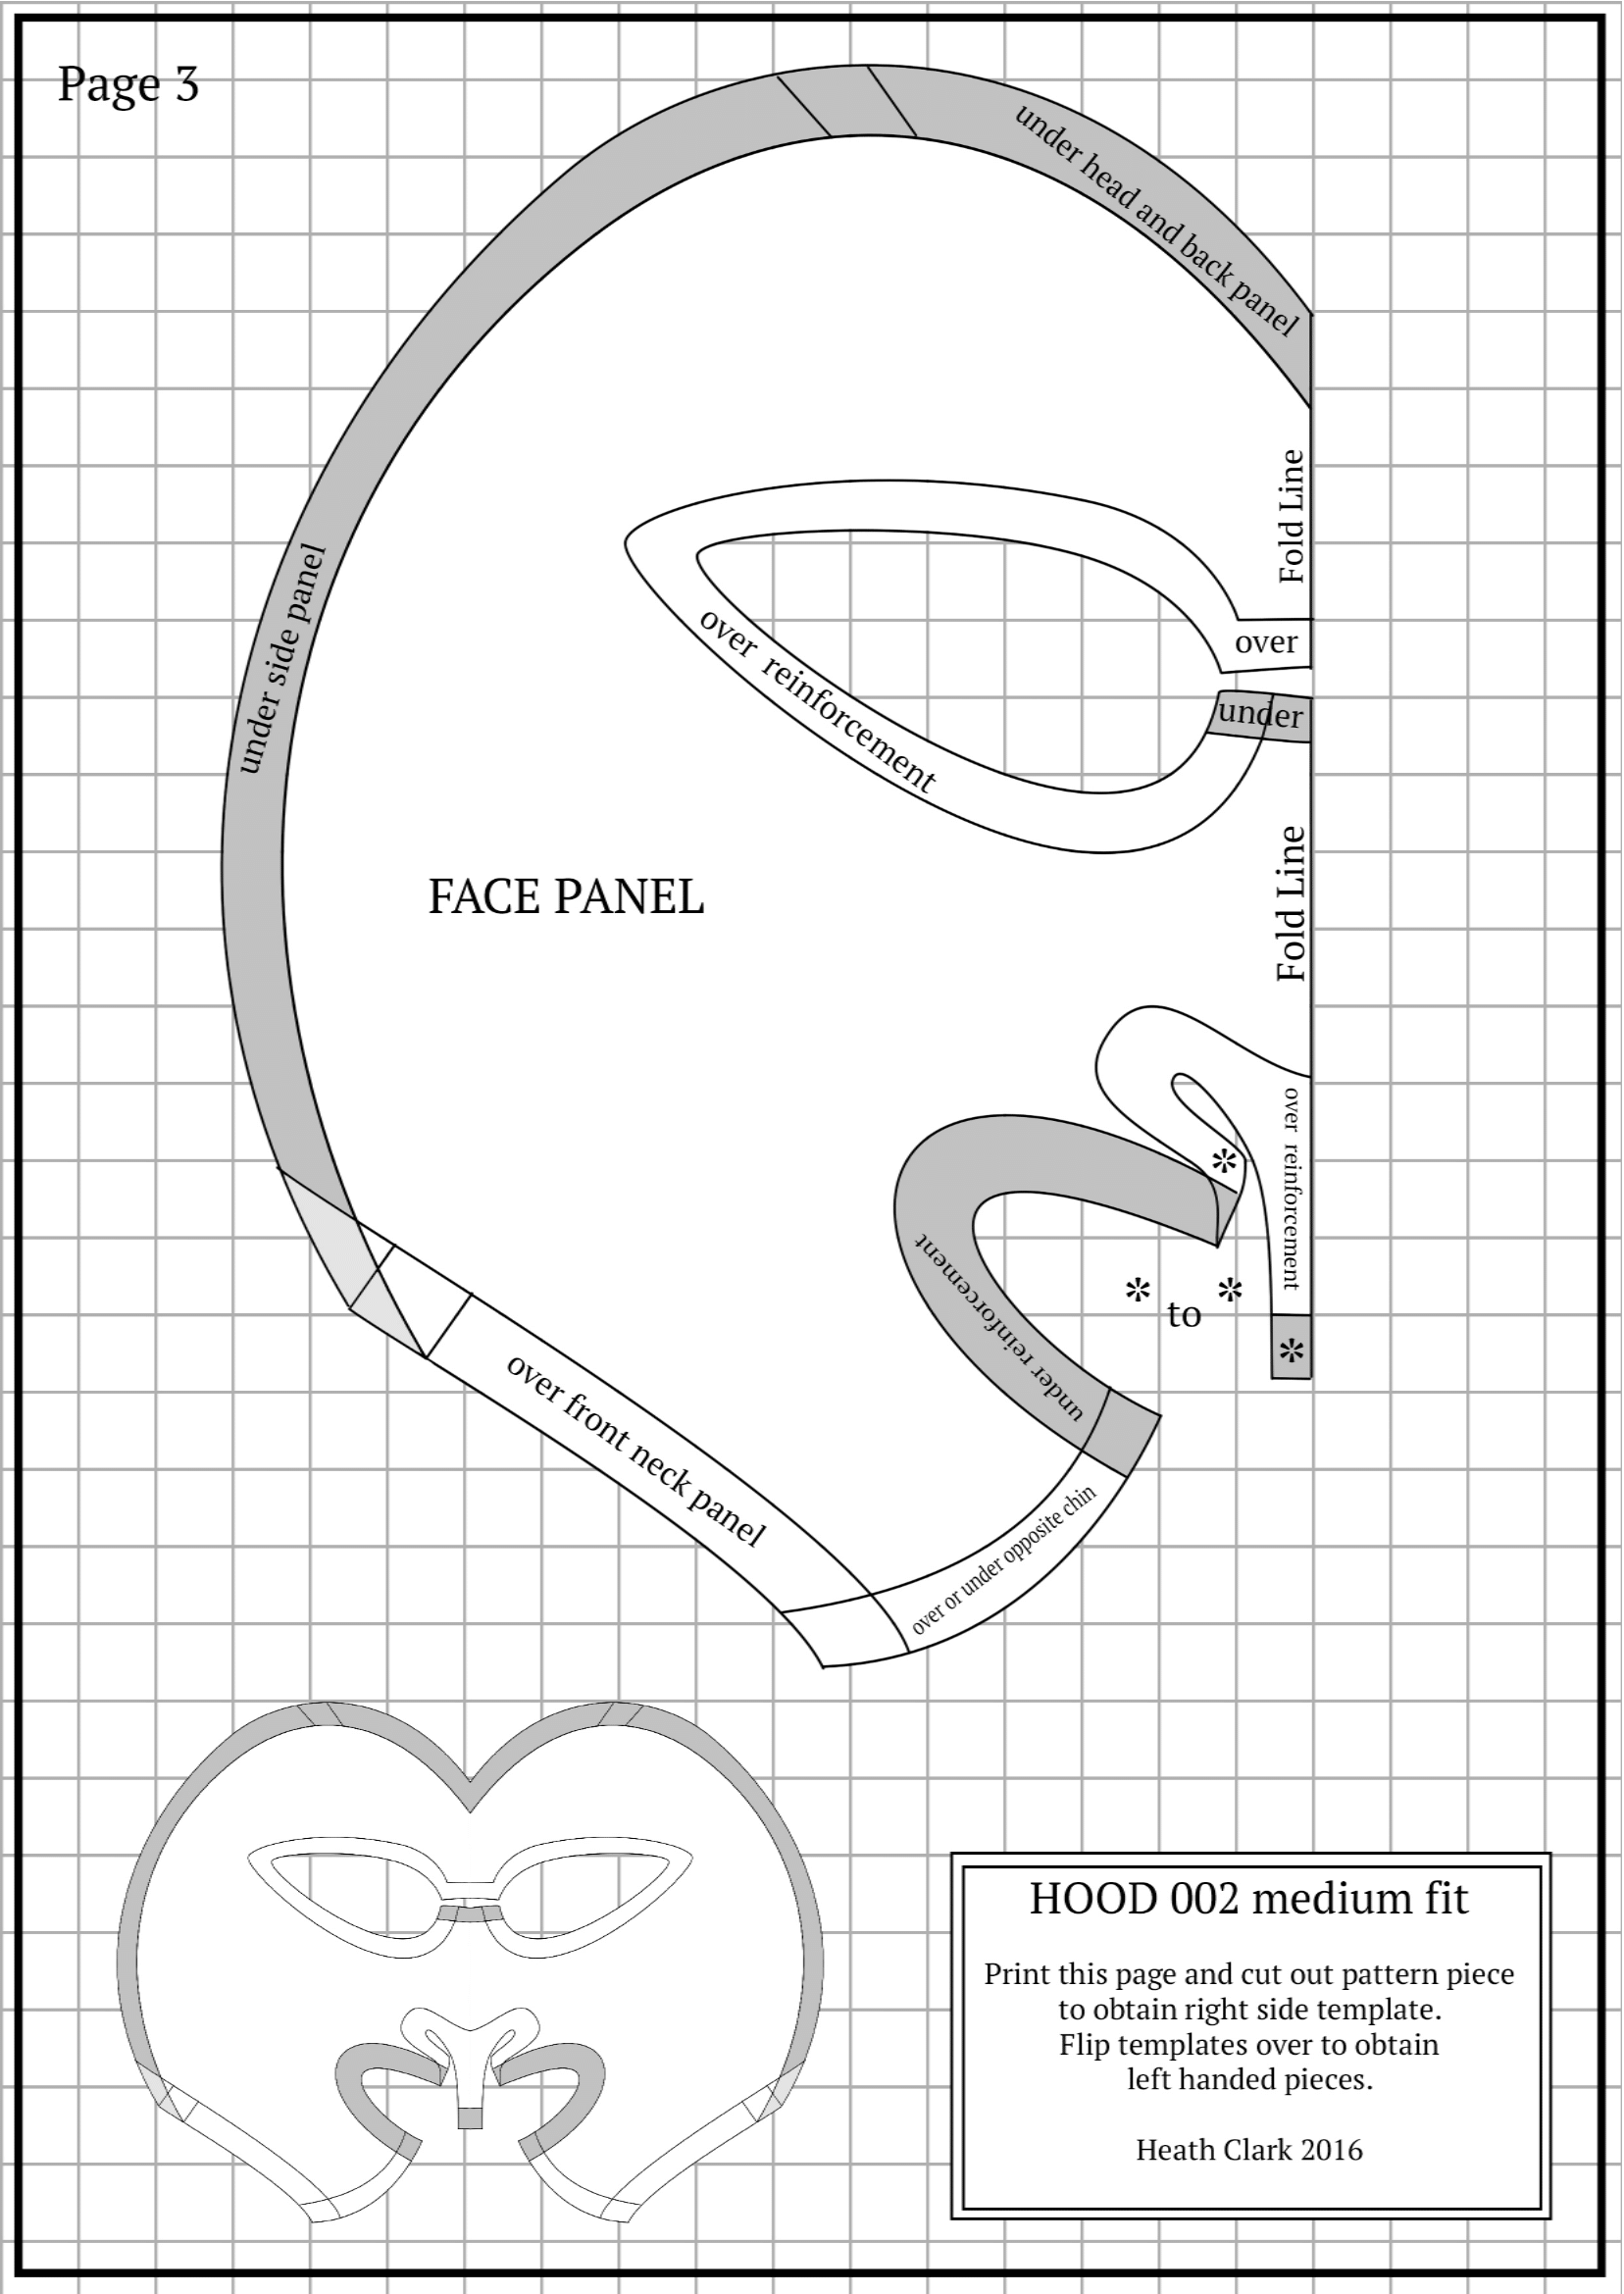 Page 3
under head and back panel
Fold Line
under side panel
over reinforcement
over
under
Fold Line
FACE PANEL
over reinforcement
*
under reinforcement
* to *
*
over front neck panel
over or under opposite chin
HOOD 002 medium fit
Print this page and cut out pattern piece
to obtain right side template.
Flip templates over to obtain
left handed pieces.
Heath Clark 2016